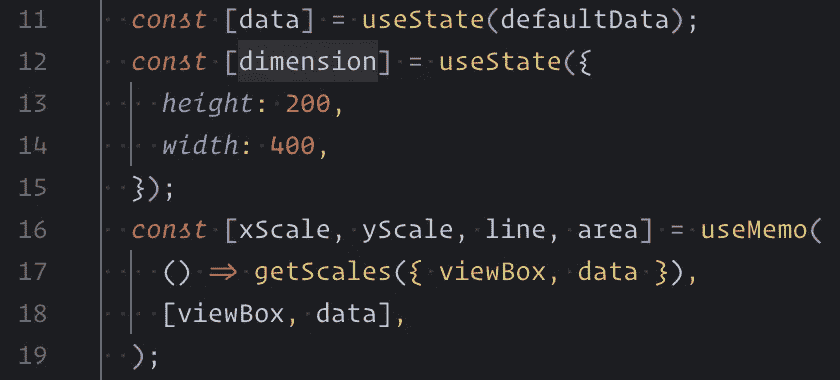 11 const [data] = useState(defaultData);
12 const [dimension] = useState({
13 height: 200,
14 width: 400,
15 });
16 const [xScale, yScale, line, area] = useMemo(
17 () => getScales({ viewBox, data }),
18 [viewBox, data],
19 );